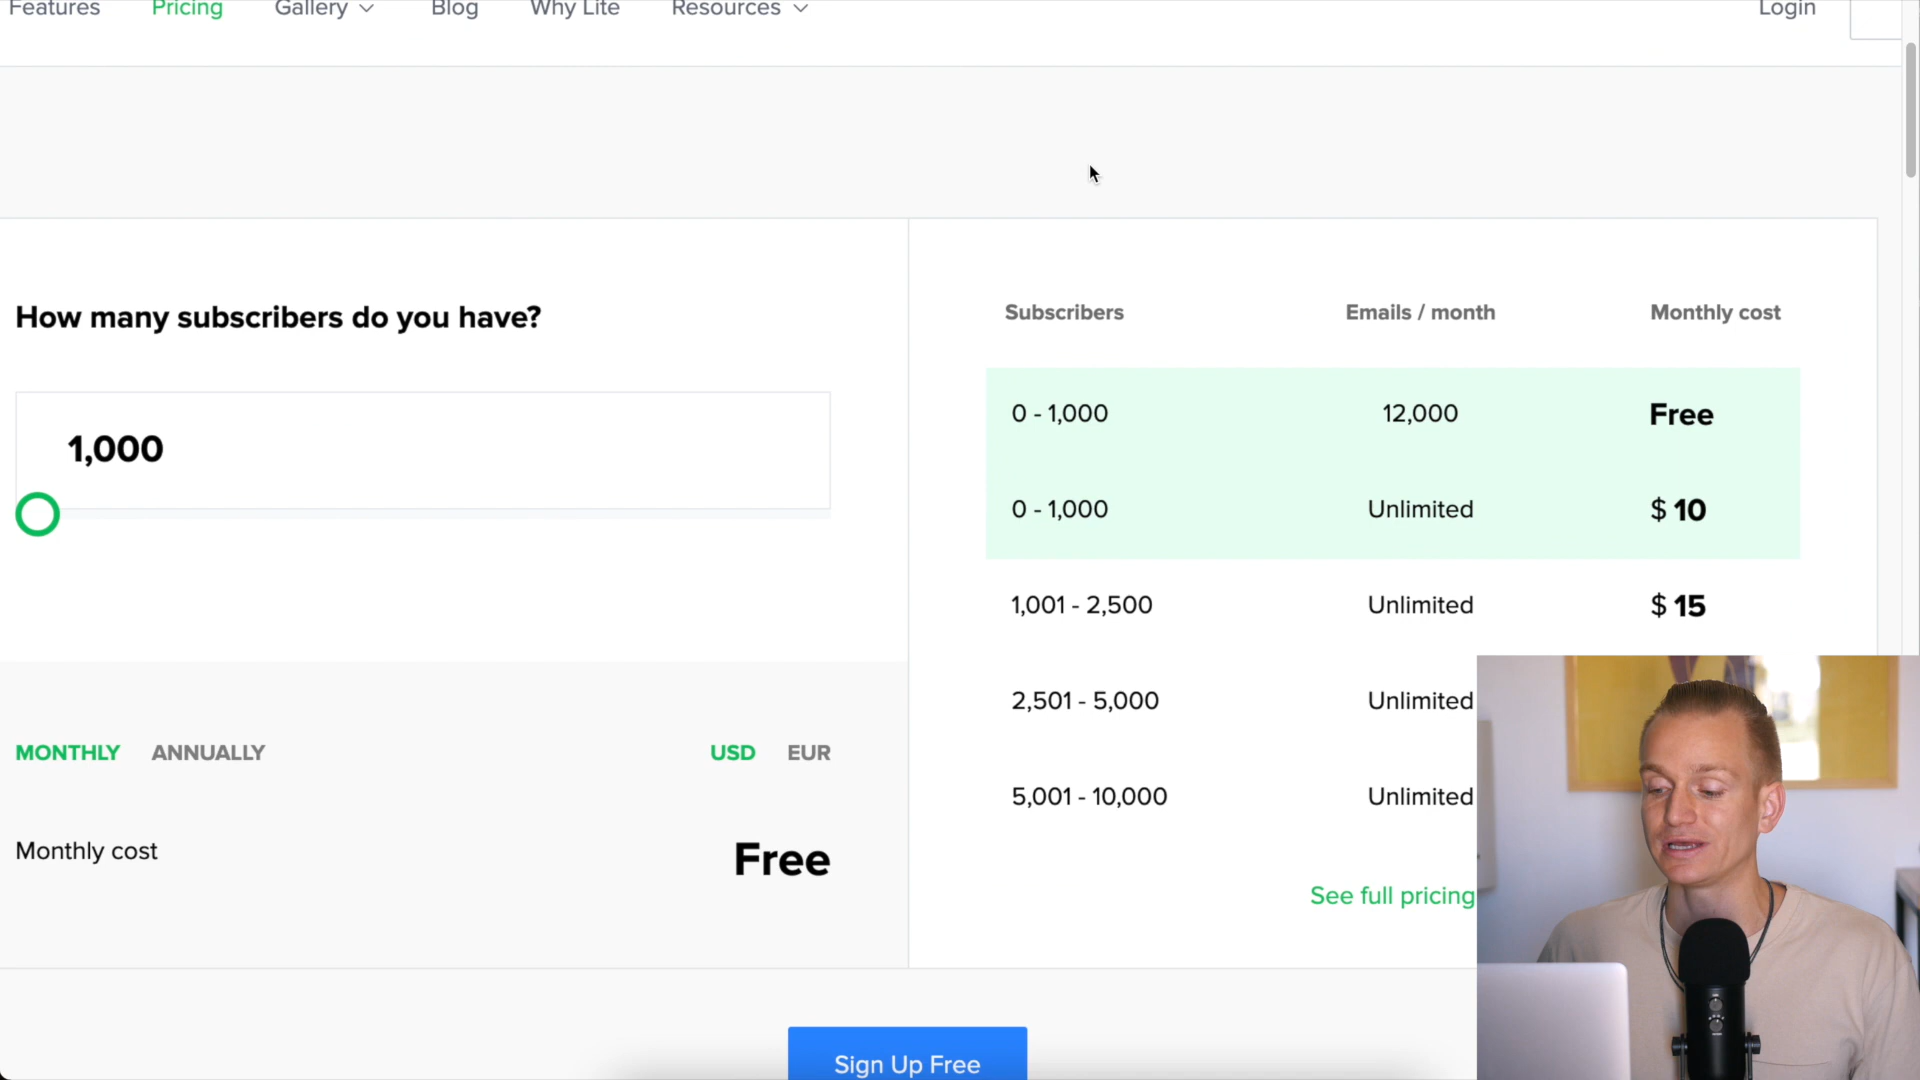 Features Pricing Gallery Blog Why Lite Resources Login
How many subscribers do you have?
1,000
MONTHLY ANNUALLY USD EUR
Monthly cost Free
Subscribers Emails / month Monthly cost
0 - 1,000 12,000 Free
0 - 1,000 Unlimited $ 10
1,001 - 2,500 Unlimited $ 15
2,501 - 5,000 Unlimited
5,001 - 10,000 Unlimited
See full pricing
Sign Up Free